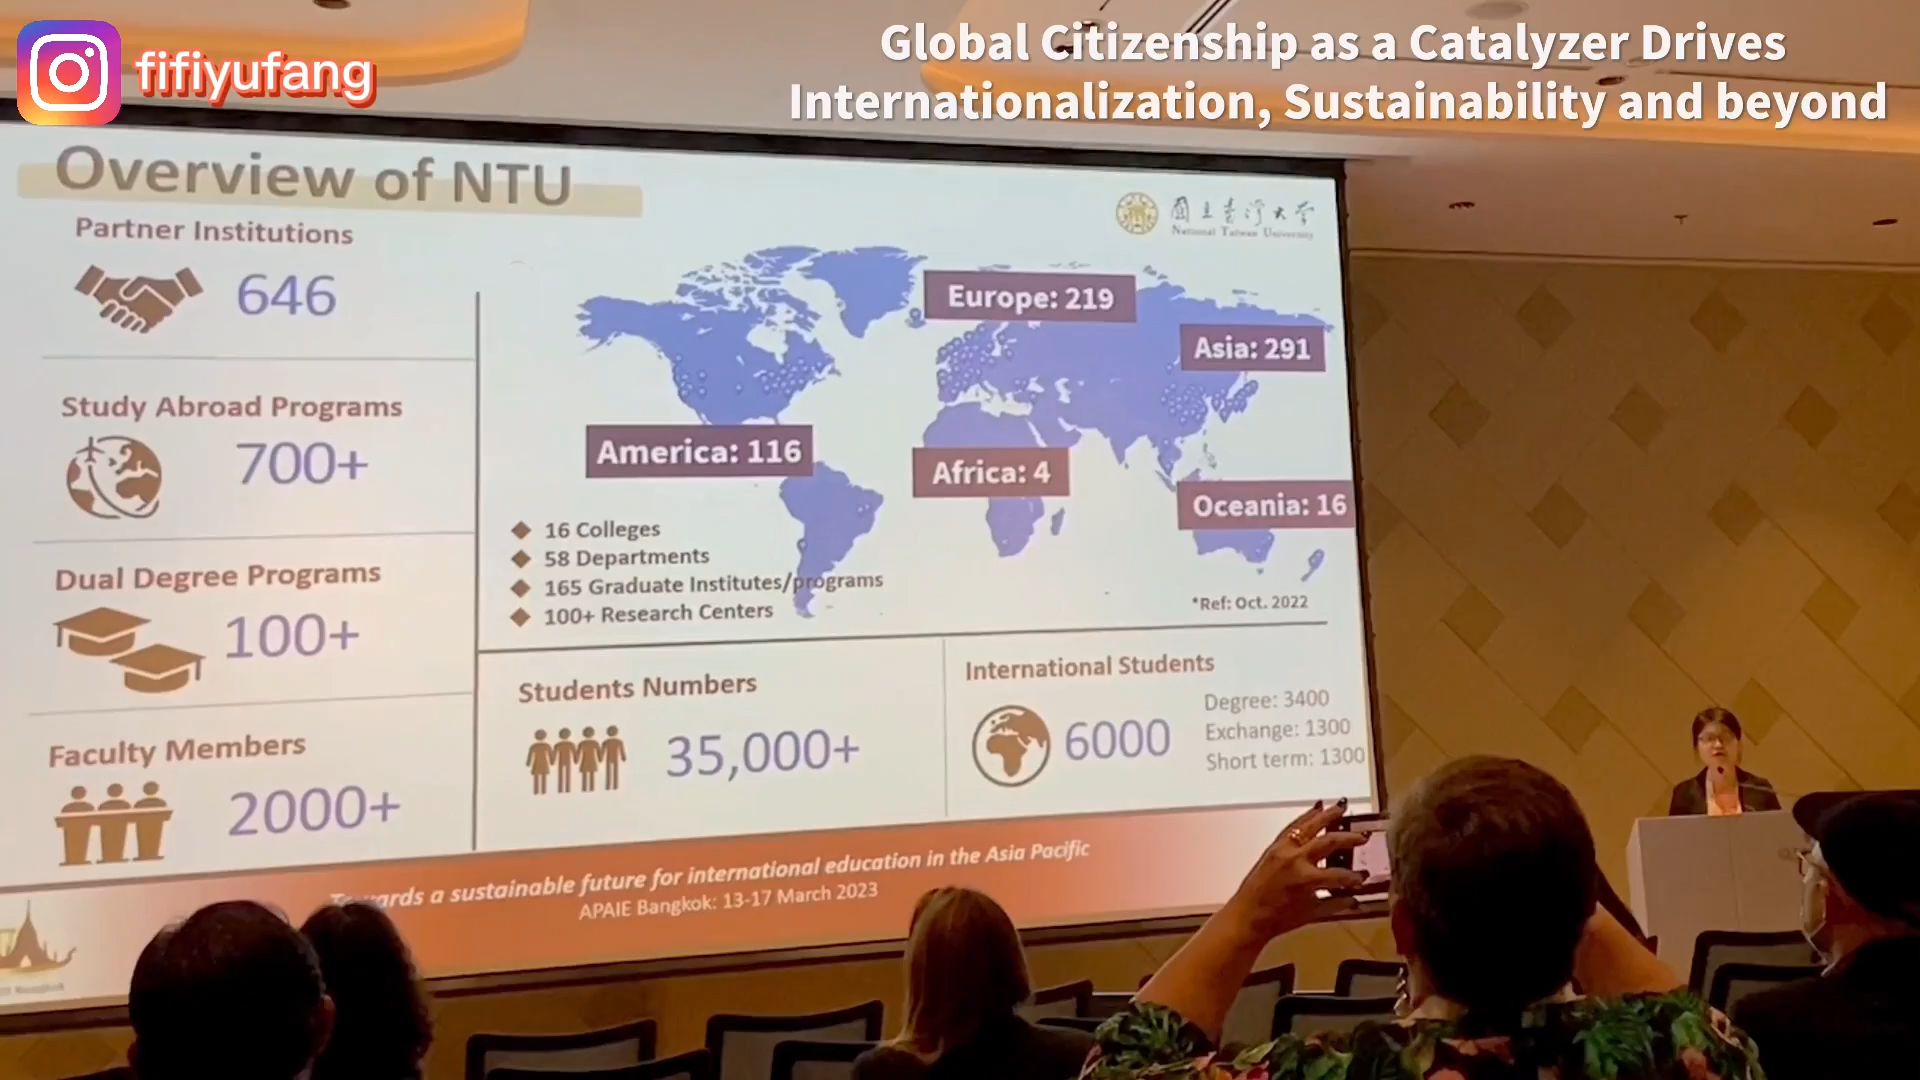 fifiyufang
Global Citizenship as a Catalyzer Drives
Internationalization, Sustainability and beyond
Overview of NTU
國立臺灣大學
National Taiwan University
Partner Institutions
646
Study Abroad Programs
700+
Dual Degree Programs
100+
Faculty Members
2000+
Europe: 219
Asia: 291
America: 116
Africa: 4
Oceania: 16
16 Colleges
58 Departments
165 Graduate Institutes/programs
100+ Research Centers
*Ref: Oct. 2022
Students Numbers
35,000+
International Students
6000
Degree: 3400
Exchange: 1300
Short term: 1300
Towards a sustainable future for international education in the Asia Pacific
APAIE Bangkok: 13-17 March 2023